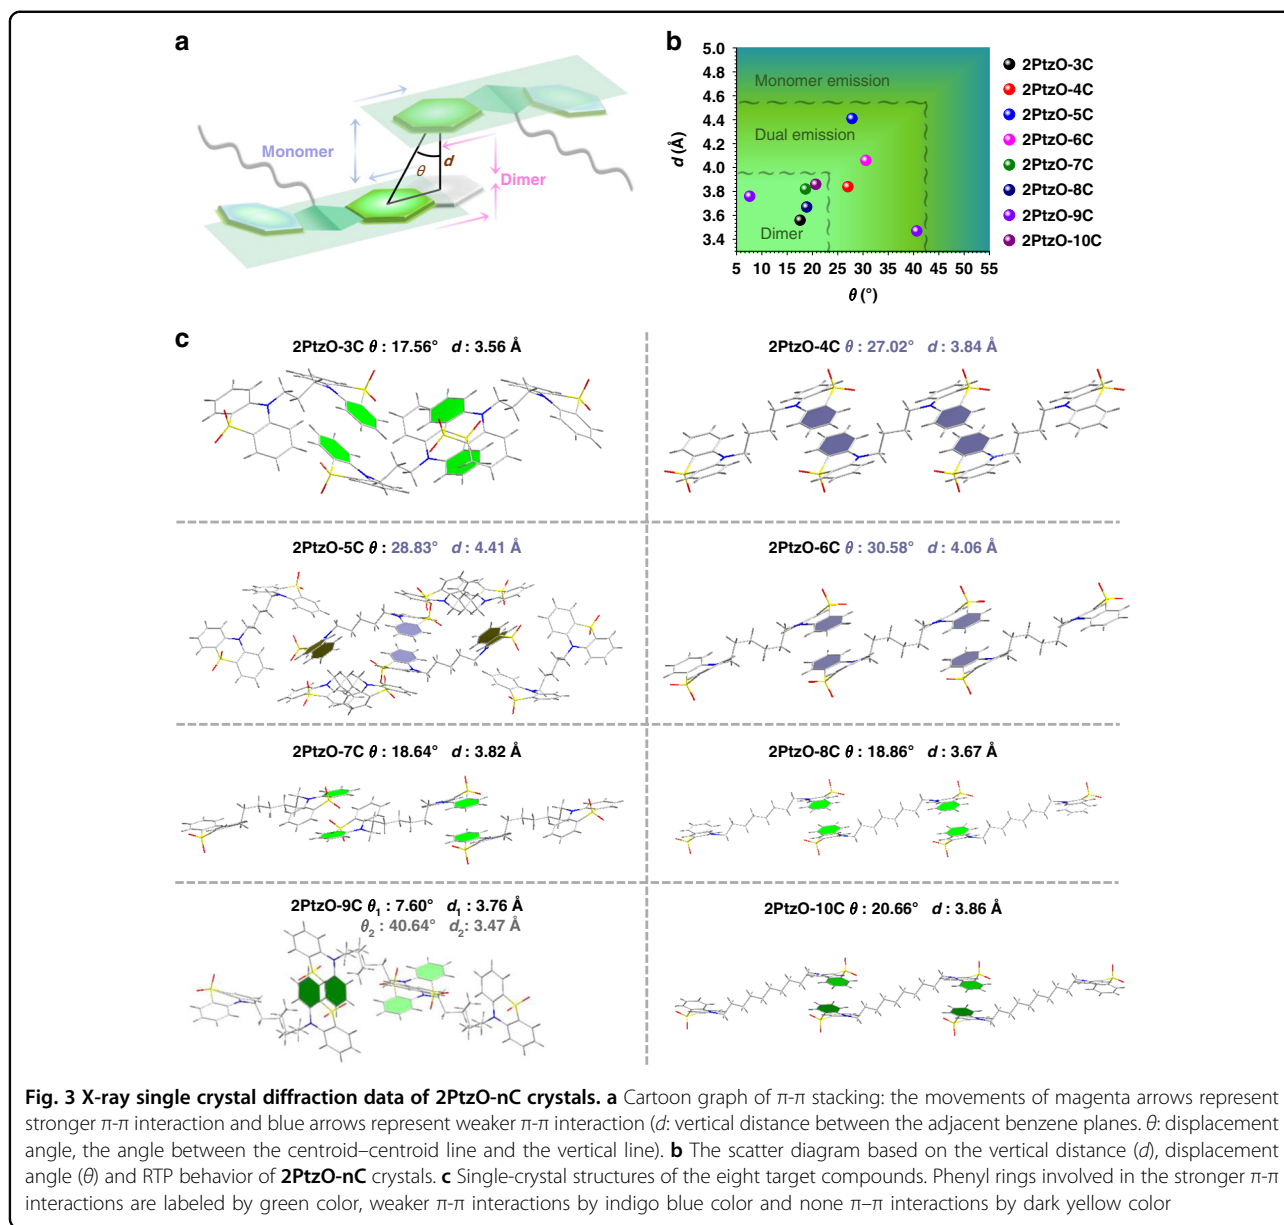 a
Monomer
θ
d
Dimer
b
5.0
4.8
4.6
4.4
4.2
4.0
3.8
3.6
3.4
d (Å)
Monomer emission
Dual emission
Dimer
5 10 15 20 25 30 35 40 45 50 55
θ (°)
2PtzO-3C
2PtzO-4C
2PtzO-5C
2PtzO-6C
2PtzO-7C
2PtzO-8C
2PtzO-9C
2PtzO-10C
c
2PtzO-3C θ : 17.56° d : 3.56 Å
2PtzO-4C θ : 27.02° d : 3.84 Å
2PtzO-5C θ : 28.83° d : 4.41 Å
2PtzO-6C θ : 30.58° d : 4.06 Å
2PtzO-7C θ : 18.64° d : 3.82 Å
2PtzO-8C θ : 18.86° d : 3.67 Å
2PtzO-9C θ1 : 7.60° d1 : 3.76 Å
θ2 : 40.64° d2: 3.47 Å
2PtzO-10C θ : 20.66° d : 3.86 Å
Fig. 3 X-ray single crystal diffraction data of 2PtzO-nC crystals. a Cartoon graph of π-π stacking: the movements of magenta arrows represent
stronger π-π interaction and blue arrows represent weaker π-π interaction (d: vertical distance between the adjacent benzene planes. θ: displacement
angle, the angle between the centroid–centroid line and the vertical line). b The scatter diagram based on the vertical distance (d), displacement
angle (θ) and RTP behavior of 2PtzO-nC crystals. c Single-crystal structures of the eight target compounds. Phenyl rings involved in the stronger π-π
interactions are labeled by green color, weaker π-π interactions by indigo blue color and none π–π interactions by dark yellow color